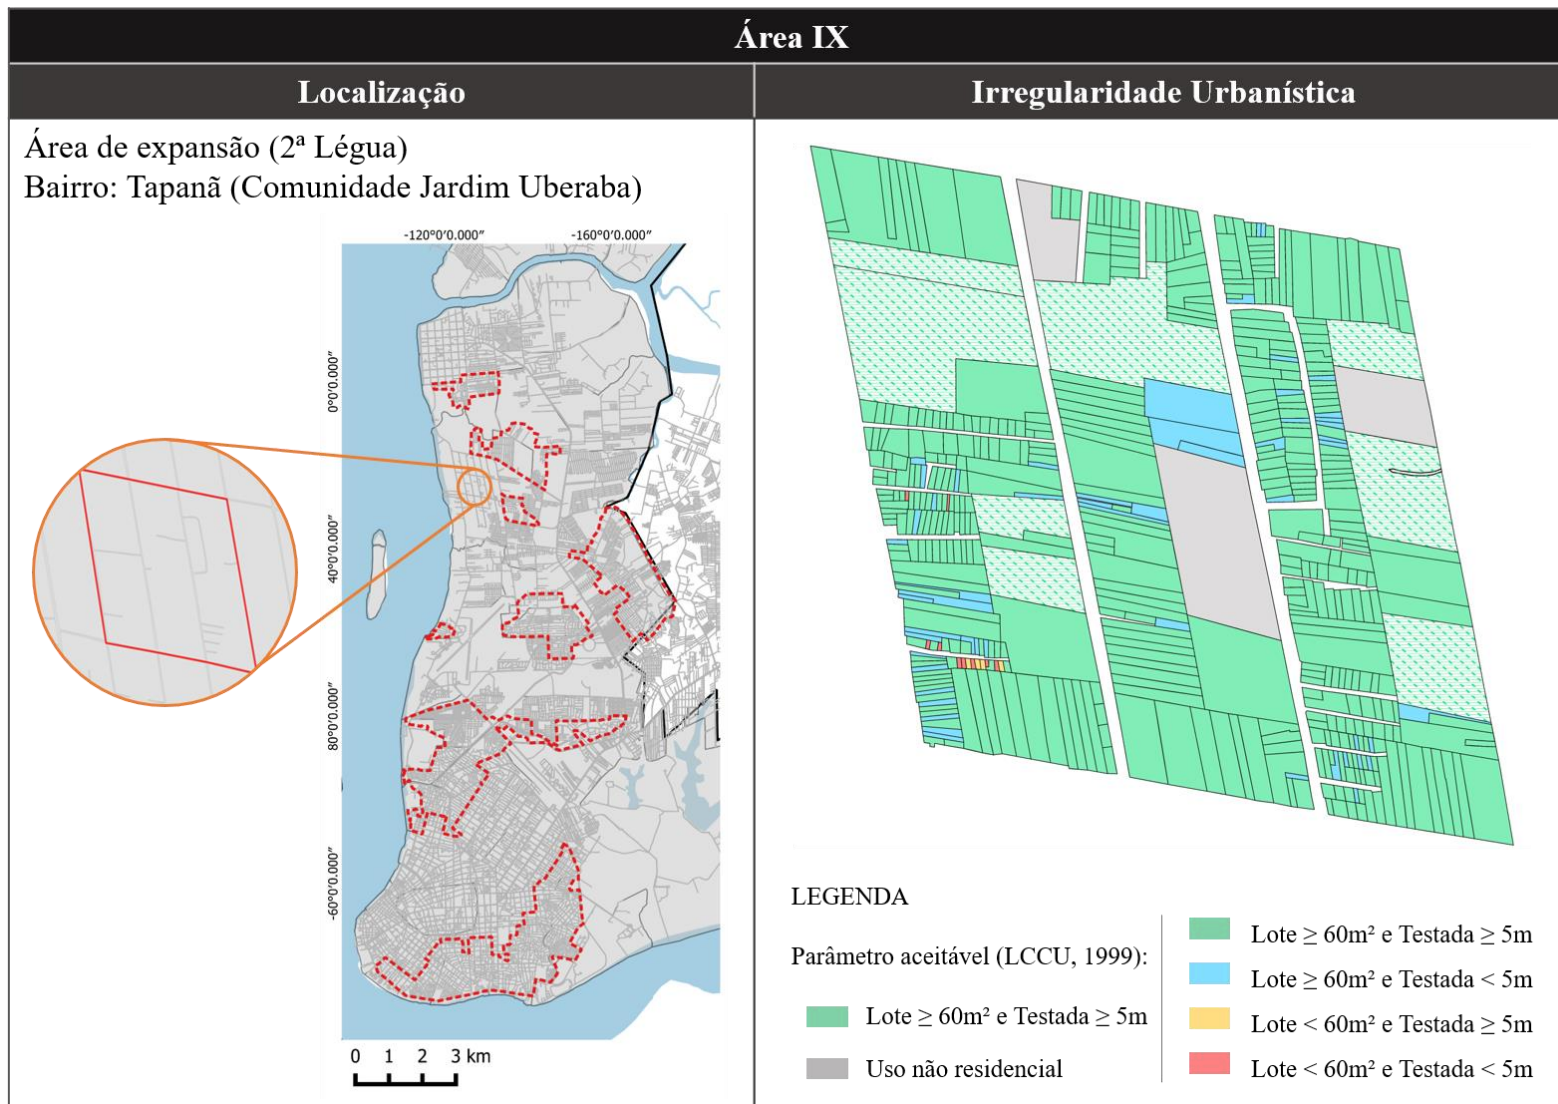 Área IX
Localização
Irregularidade Urbanística
Área de expansão (2ª Légua)
Bairro: Tapanã (Comunidade Jardim Uberaba)
-120°0'0.000"
-160°0'0.000"
0°0'0.000"
40°0'0.000"
80°0'0.000"
-60°0'0.000"
0 1 2 3 km
LEGENDA
Parâmetro aceitável (LCCU, 1999):
Lote ≥ 60m² e Testada ≥ 5m
Uso não residencial
Lote ≥ 60m² e Testada ≥ 5m
Lote ≥ 60m² e Testada < 5m
Lote < 60m² e Testada ≥ 5m
Lote < 60m² e Testada < 5m